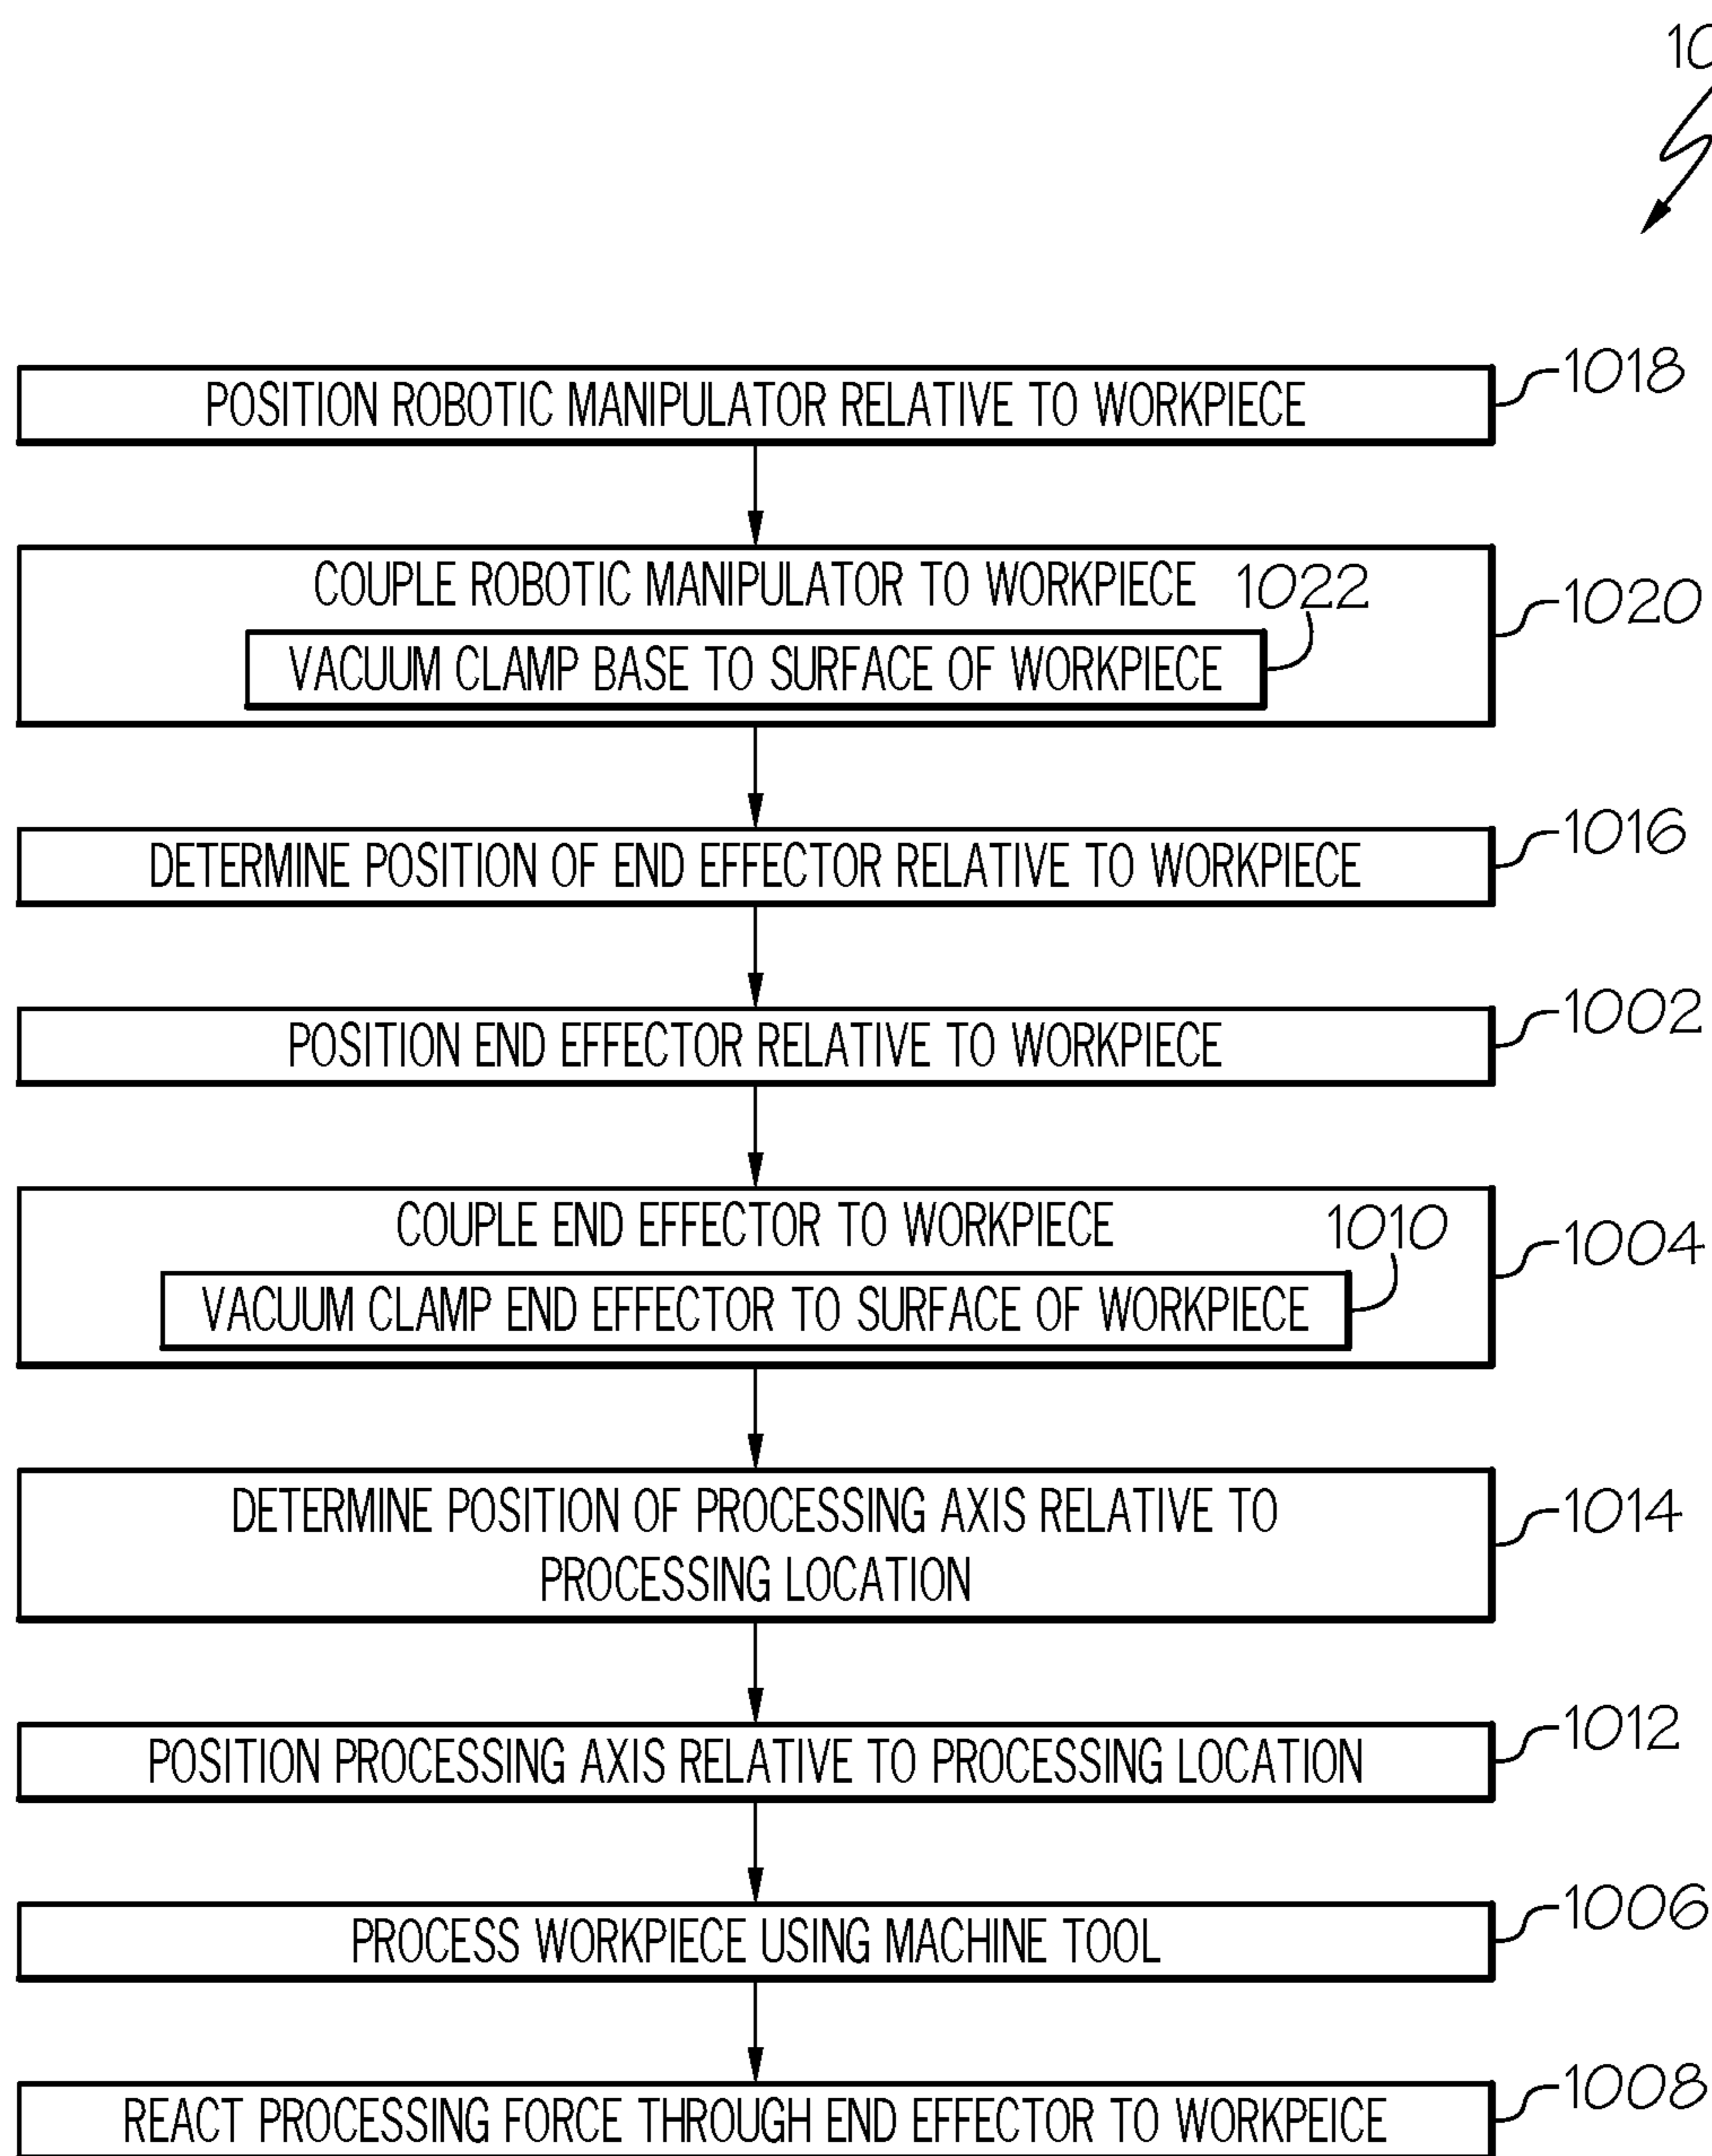 POSITION ROBOTIC MANIPULATOR RELATIVE TO WORKPIECE
1018
COUPLE ROBOTIC MANIPULATOR TO WORKPIECE
1022
1020
VACUUM CLAMP BASE TO SURFACE OF WORKPIECE
DETERMINE POSITION OF END EFFECTOR RELATIVE TO WORKPIECE
1016
POSITION END EFFECTOR RELATIVE TO WORKPIECE
1002
COUPLE END EFFECTOR TO WORKPIECE
1010
1004
VACUUM CLAMP END EFFECTOR TO SURFACE OF WORKPIECE
DETERMINE POSITION OF PROCESSING AXIS RELATIVE TO
PROCESSING LOCATION
1014
POSITION PROCESSING AXIS RELATIVE TO PROCESSING LOCATION
1012
PROCESS WORKPIECE USING MACHINE TOOL
1006
REACT PROCESSING FORCE THROUGH END EFFECTOR TO WORKPEICE
1008